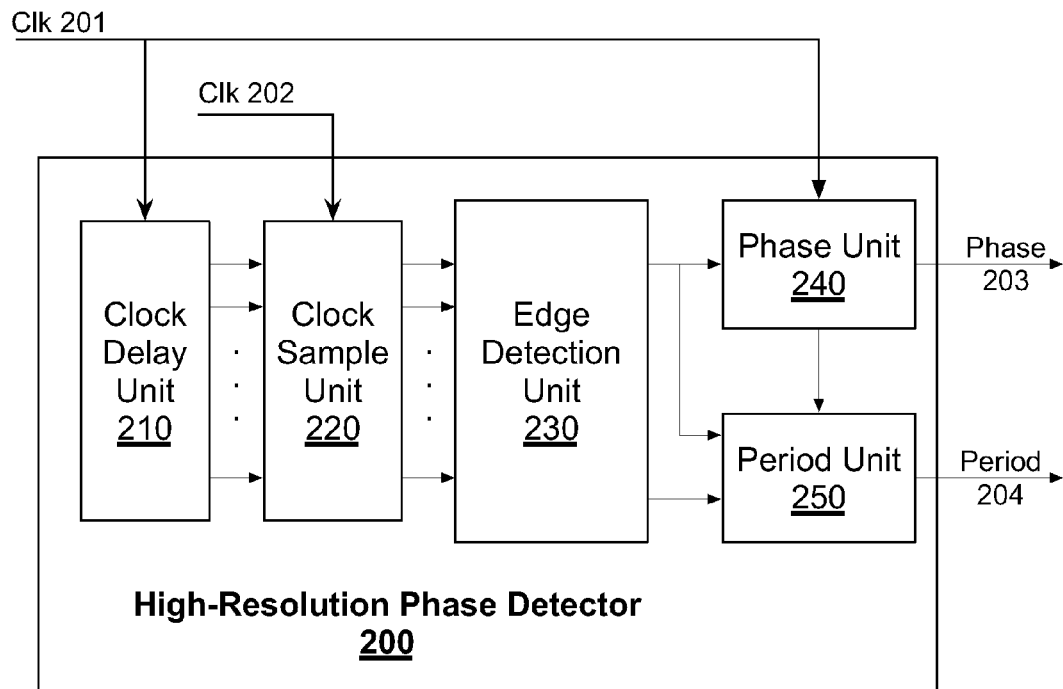 Clk 201
Clk 202
Clock
Delay
Unit
210
Clock
Sample
Unit
220
Edge
Detection
Unit
230
Phase Unit
240
Phase
203
Period Unit
250
Period
204
High-Resolution Phase Detector
200